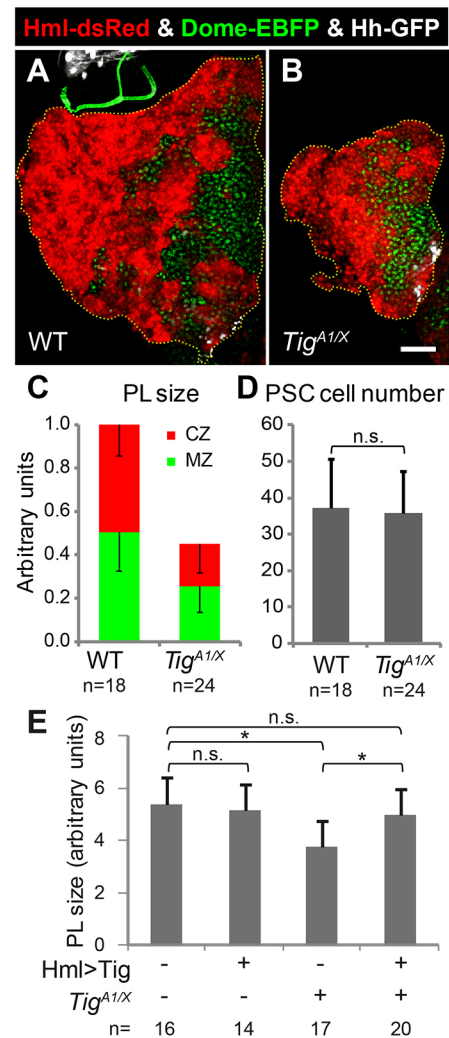 Hml-dsRed & Dome-EBFP & Hh-GFP
A
B
WT
Tig^A1/X
C
PL size
Arbitrary units
1.0
0.8
0.6
0.4
0.2
0.0
CZ
MZ
WT
Tig^A1/X
n=18
n=24
D
PSC cell number
60
50
40
30
20
10
0
n.s.
WT
Tig^A1/X
n=18
n=24
E
PL size (arbitrary units)
8
6
4
2
0
n.s.
*
n.s.
*
Hml>Tig - + - +
Tig^A1/X - - + +
n= 16 14 17 20